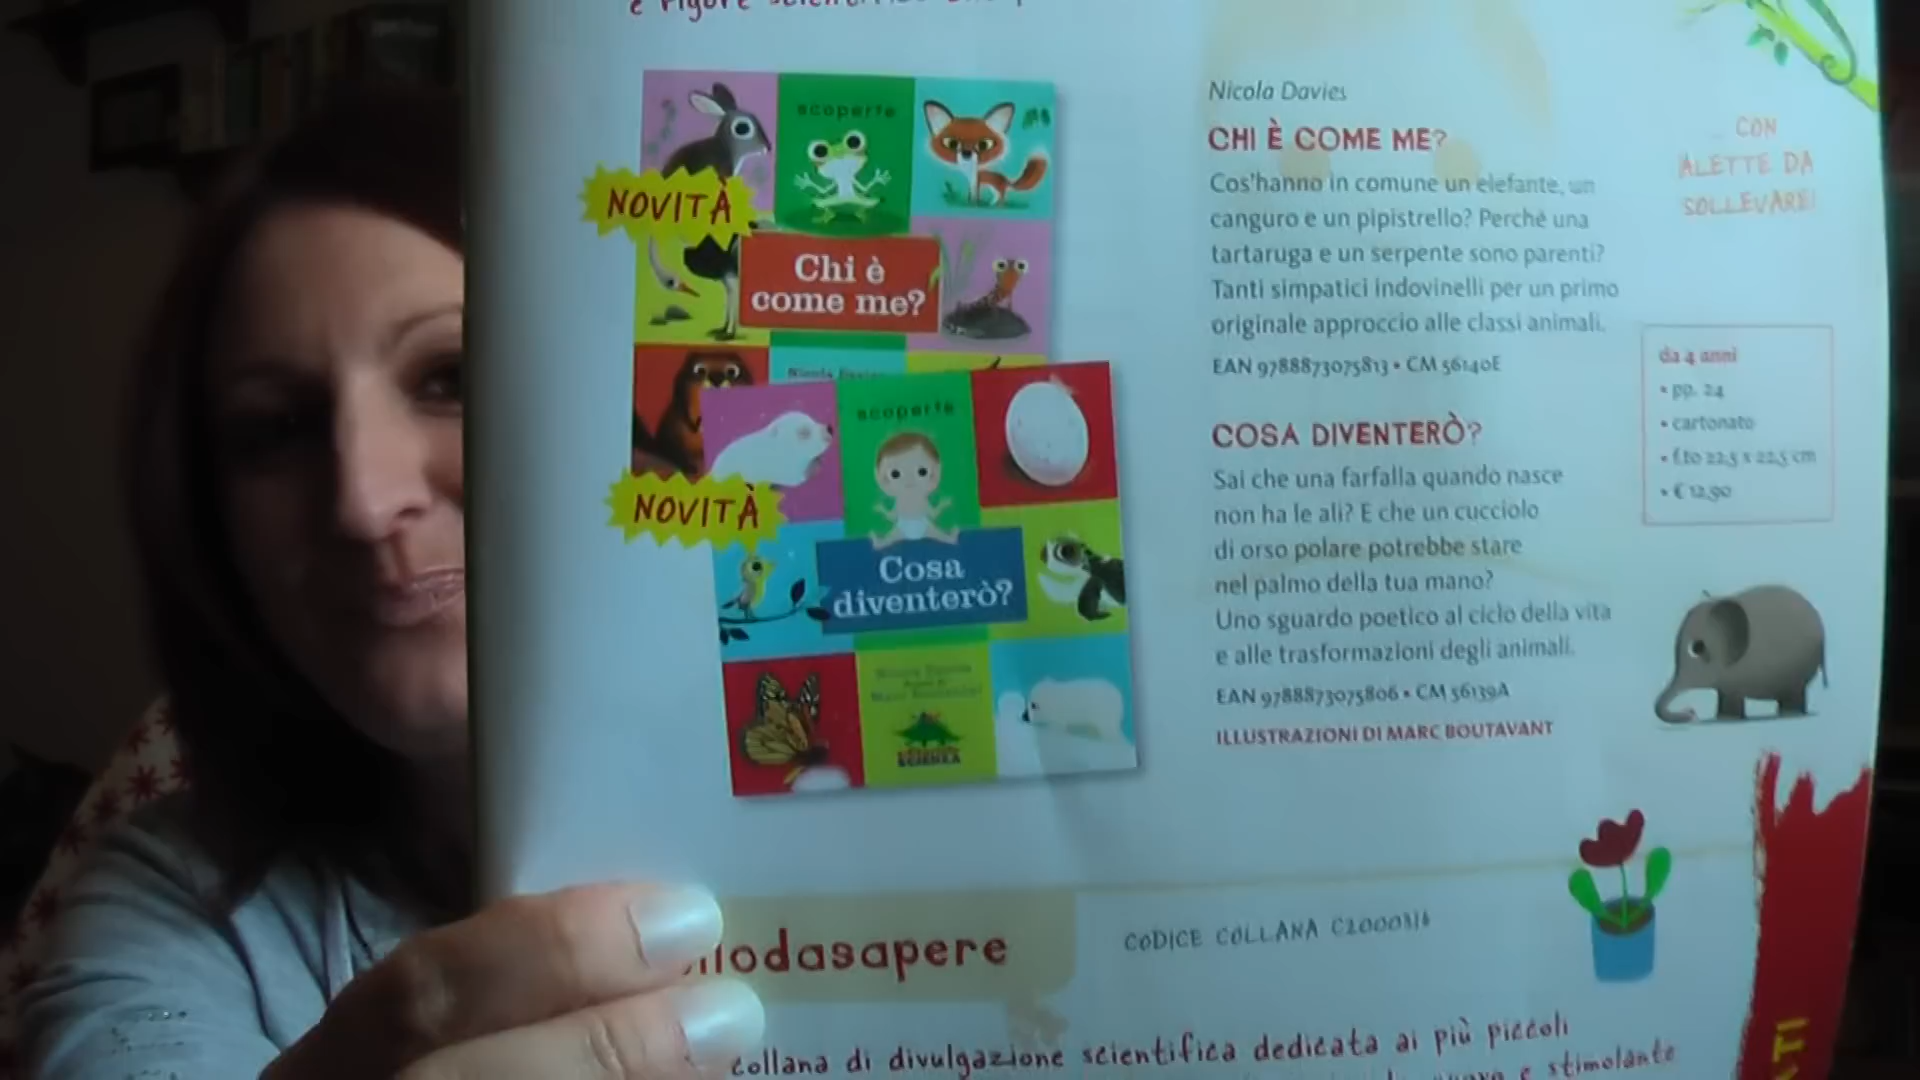 scoperte
NOVITÀ
Chi è
come me?
scoperte
NOVITÀ
Cosa
diventerò?
SCIENZA
Nicola Davies
CHI È COME ME?
Cos'hanno in comune un elefante, un
canguro e un pipistrello? Perché una
tartaruga e un serpente sono parenti?
Tanti simpatici indovinelli per un primo
originale approccio alle classi animali.
EAN 9788873075813 • CM 56140E
COSA DIVENTERÒ?
Sai che una farfalla quando nasce
non ha le ali? E che un cucciolo
di orso polare potrebbe stare
nel palmo della tua mano?
Uno sguardo poetico al ciclo della vita
e alle trasformazioni degli animali.
EAN 9788873075806 • CM 56139A
ILLUSTRAZIONI DI MARC BOUTAVANT
CON
ALETTE DA
SOLLEVARE!
da 4 anni
• pp. 24
• cartonato
• f.to 22,5 x 22,5 cm
• € 12,90
CODICE COLLANA
collana di divulgazione scientifica dedicata ai più piccoli
e stimolante